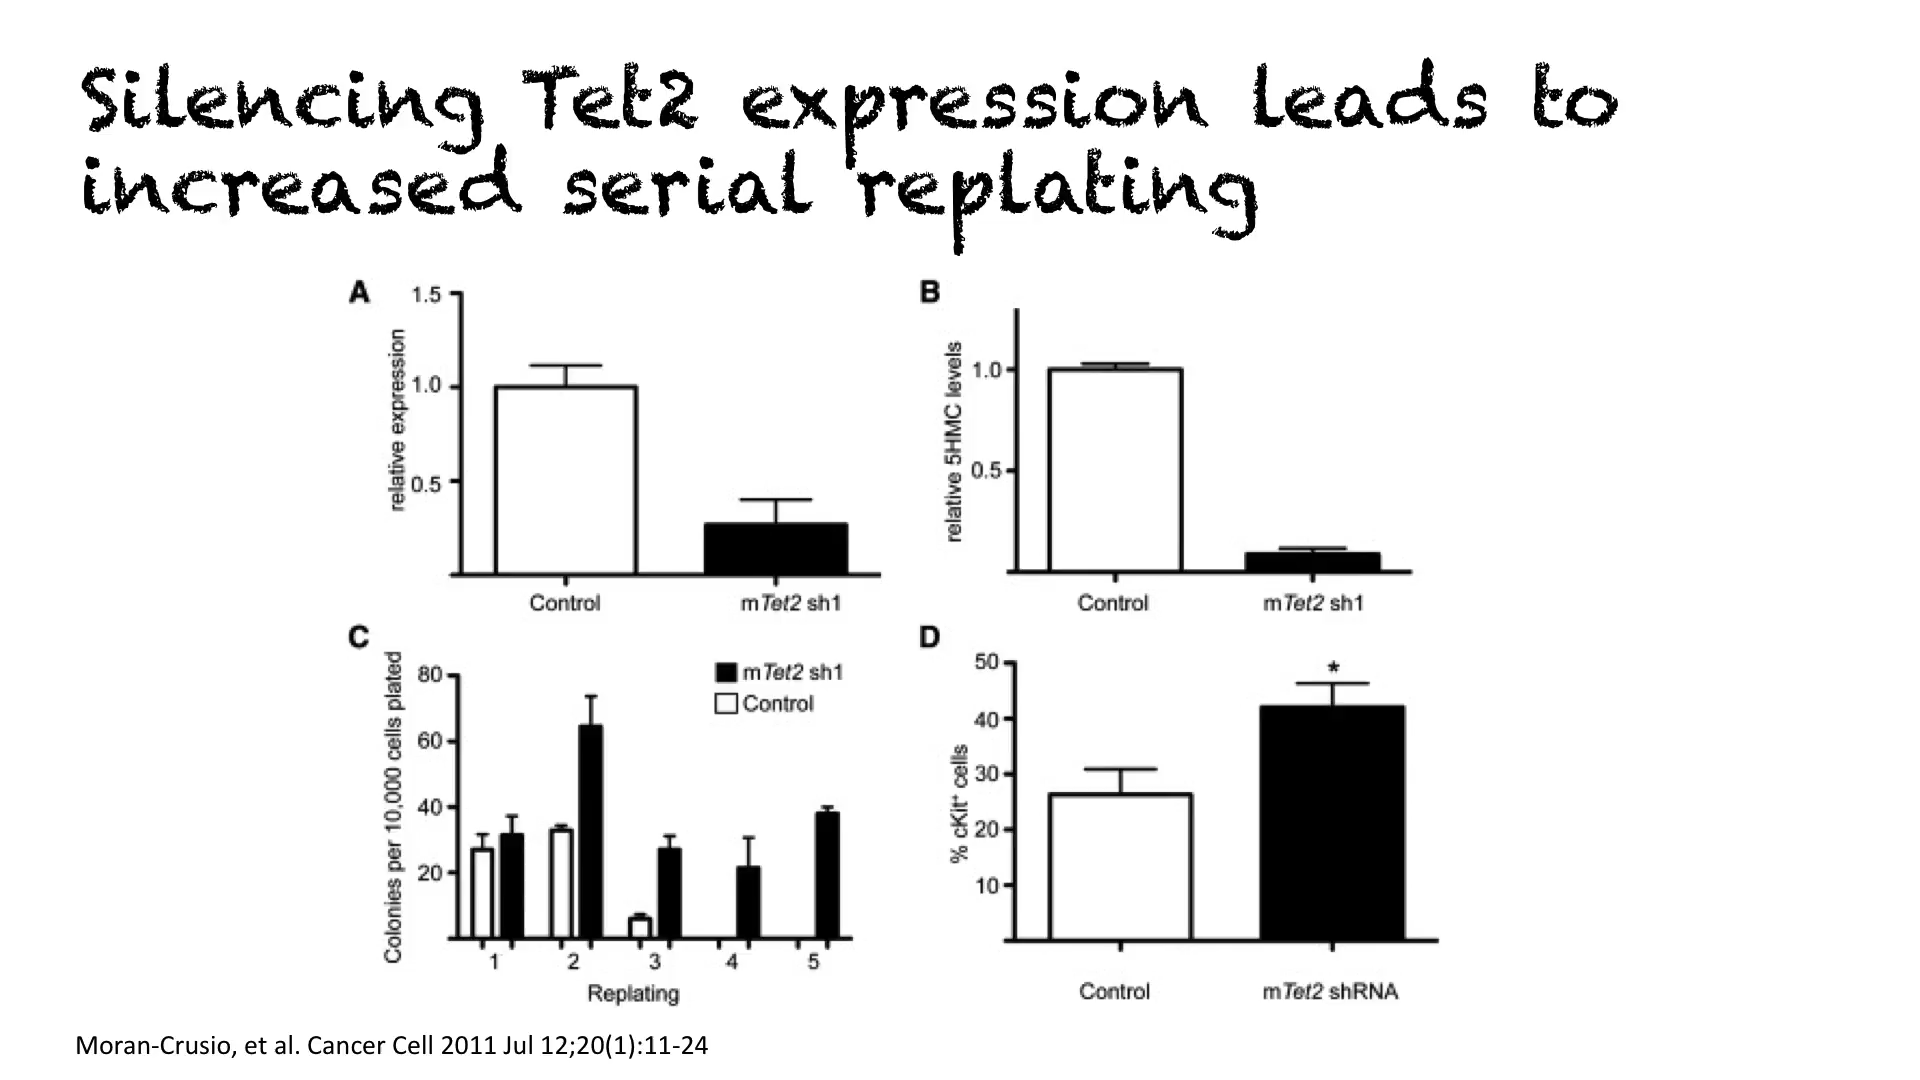 Silencing Tet2 expression leads to
increased serial replating
A
1.5
1.0
0.5
relative expression
Control
mTet2 sh1
B
1.0
0.5
relative 5HMC levels
Control
mTet2 sh1
C
80
60
40
20
Colonies per 10,000 cells plated
mTet2 sh1
Control
1 2 3 4 5
Replating
D
50
40
30
20
10
% cKit⁺ cells
*
Control
mTet2 shRNA
Moran-Crusio, et al. Cancer Cell 2011 Jul 12;20(1):11-24